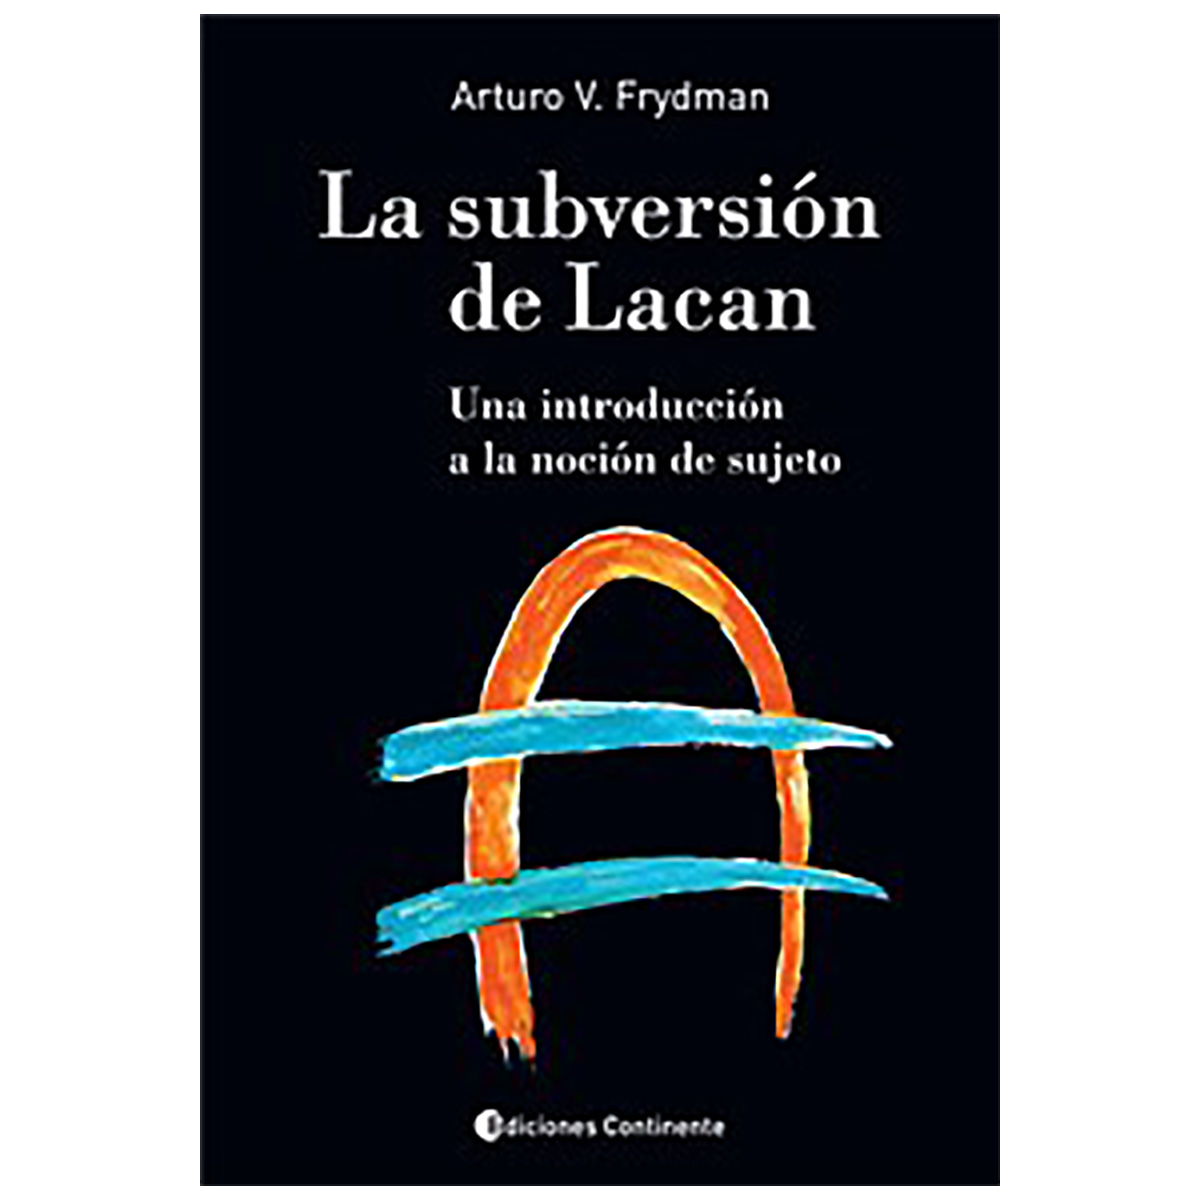 Arturo V. Frydman
La subversión
de Lacan
Una introducción
a la noción de sujeto
Ediciones Continente